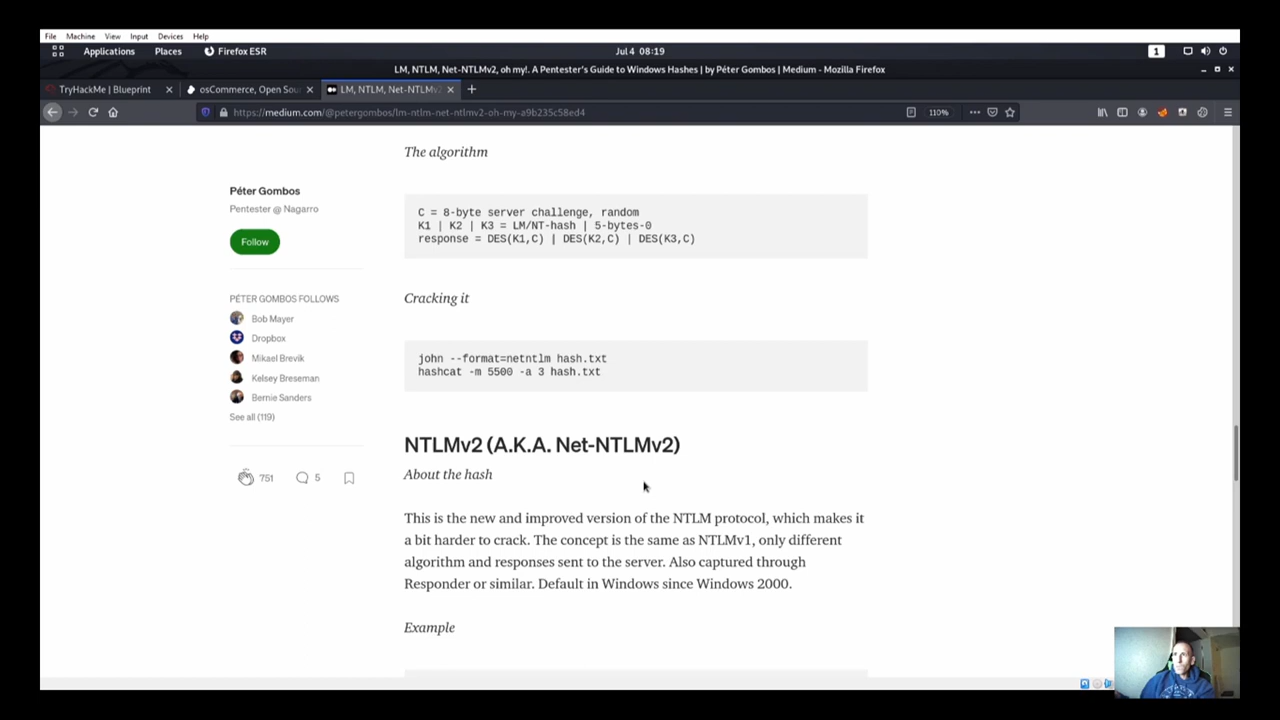 File Machine View Input Devices Help
Applications Places Firefox ESR Jul 4 08:19 1
LM, NTLM, Net-NTLMv2, oh my!. A Pentester's Guide to Windows Hashes | by Péter Gombos | Medium - Mozilla Firefox
TryHackMe | Blueprint osCommerce, Open Sour LM, NTLM, Net-NTLMv2
https://medium.com/@petergombos/lm-ntlm-net-ntlmv2-oh-my-a9b235c58ed4 110%
The algorithm
Péter Gombos
Pentester @ Nagarro
Follow
C = 8-byte server challenge, random
K1 | K2 | K3 = LM/NT-hash | 5-bytes-0
response = DES(K1,C) | DES(K2,C) | DES(K3,C)
PÉTER GOMBOS FOLLOWS
Bob Mayer
Dropbox
Mikael Brevik
Kelsey Breseman
Bernie Sanders
See all (119)
751 5
Cracking it
john --format=netntlm hash.txt
hashcat -m 5500 -a 3 hash.txt
NTLMv2 (A.K.A. Net-NTLMv2)
About the hash
This is the new and improved version of the NTLM protocol, which makes it
a bit harder to crack. The concept is the same as NTLMv1, only different
algorithm and responses sent to the server. Also captured through
Responder or similar. Default in Windows since Windows 2000.
Example